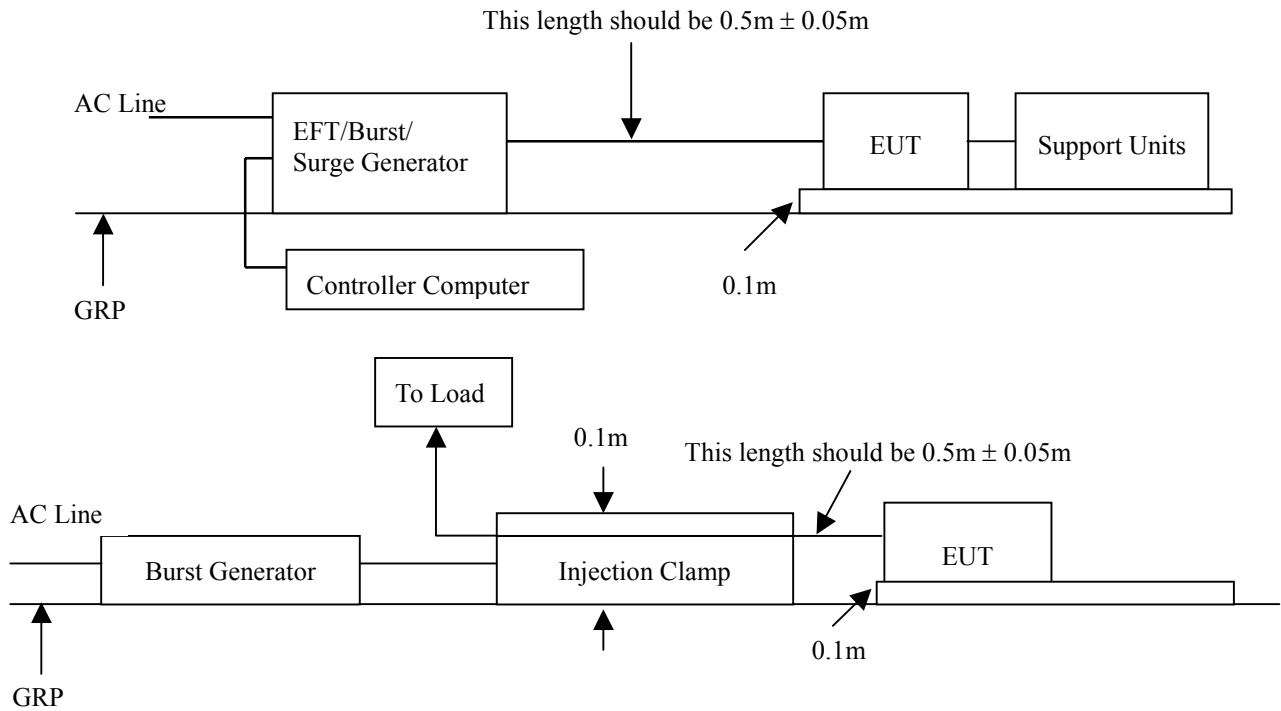 This length should be 0.5m ± 0.05m
AC Line
EFT/Burst/
Surge Generator
EUT
Support Units
Controller Computer
0.1m
GRP
To Load
0.1m
This length should be 0.5m ± 0.05m
AC Line
Burst Generator
Injection Clamp
EUT
0.1m
GRP